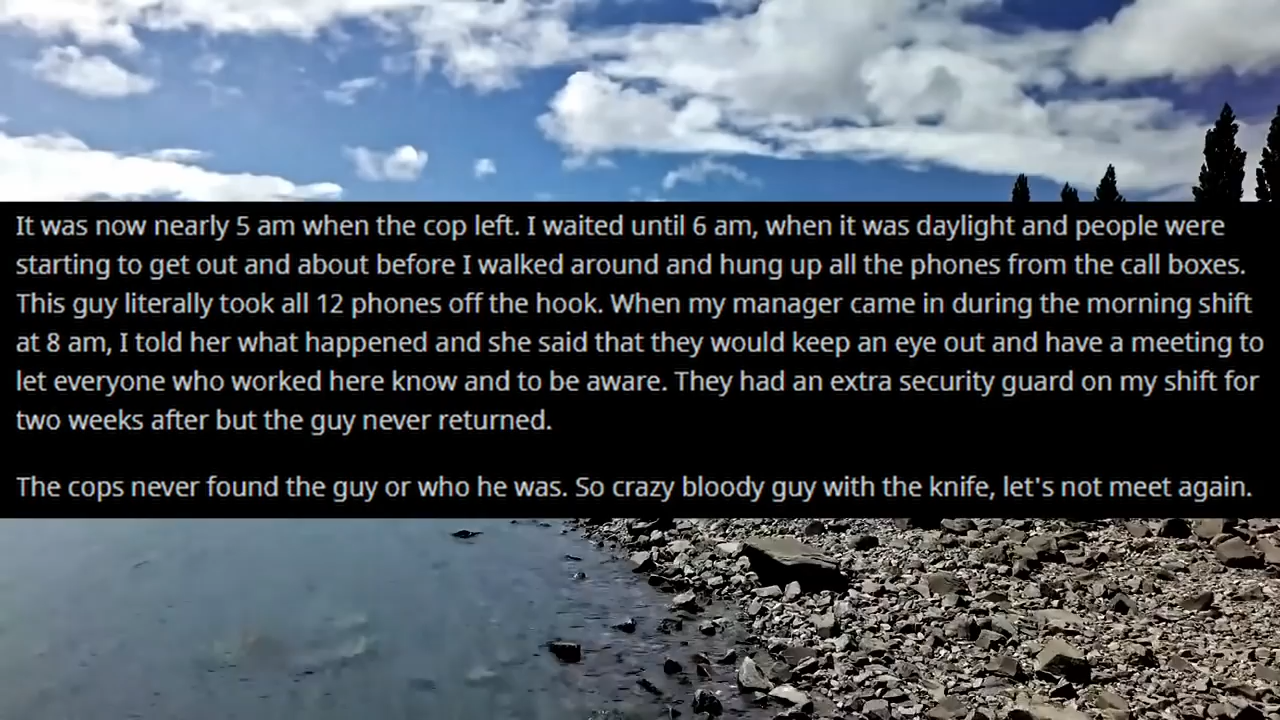 It was now nearly 5 am when the cop left. I waited until 6 am, when it was daylight and people were
starting to get out and about before I walked around and hung up all the phones from the call boxes.
This guy literally took all 12 phones off the hook. When my manager came in during the morning shift
at 8 am, I told her what happened and she said that they would keep an eye out and have a meeting to
let everyone who worked here know and to be aware. They had an extra security guard on my shift for
two weeks after but the guy never returned.
The cops never found the guy or who he was. So crazy bloody guy with the knife, let's not meet again.